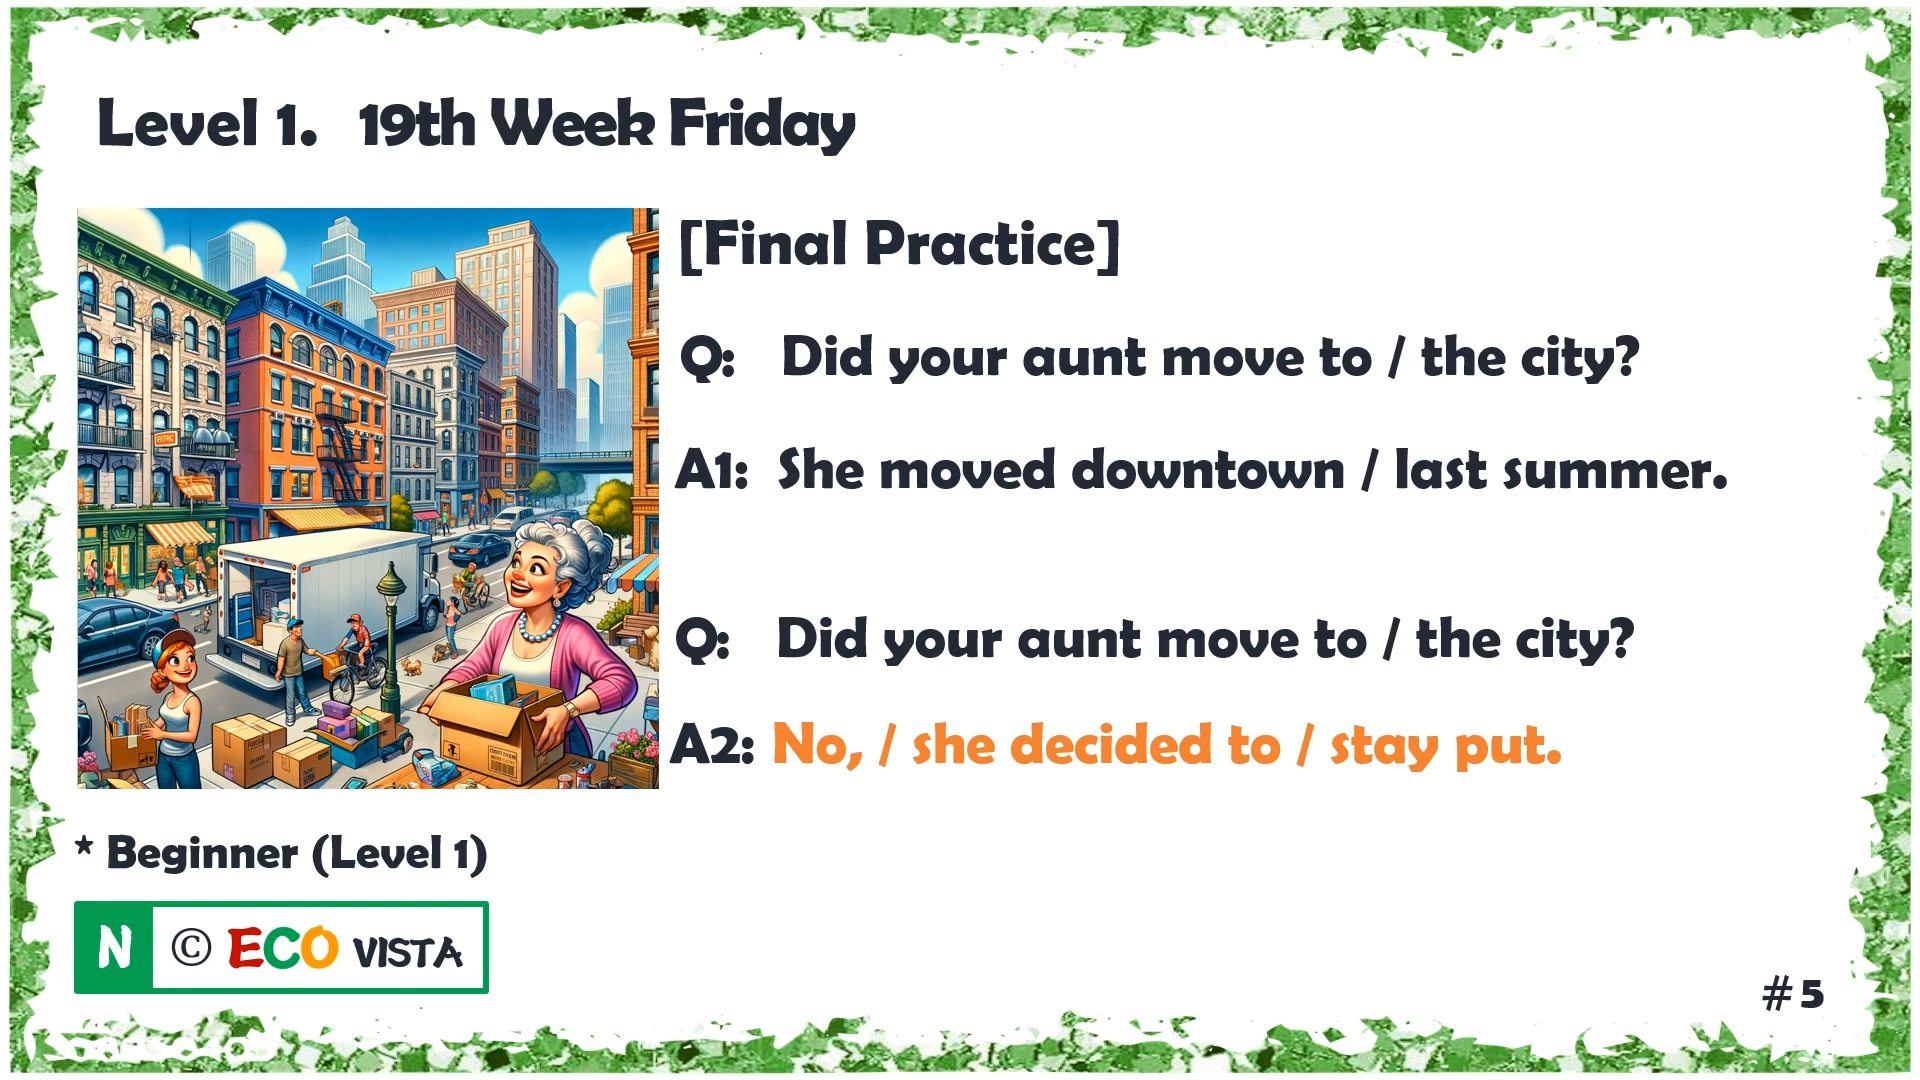 Level 1. 19th Week Friday
[Final Practice]
Q: Did your aunt move to / the city?
A1: She moved downtown / last summer.
Q: Did your aunt move to / the city?
A2: No, / she decided to / stay put.
* Beginner (Level 1)
N © ECO VISTA
# 5